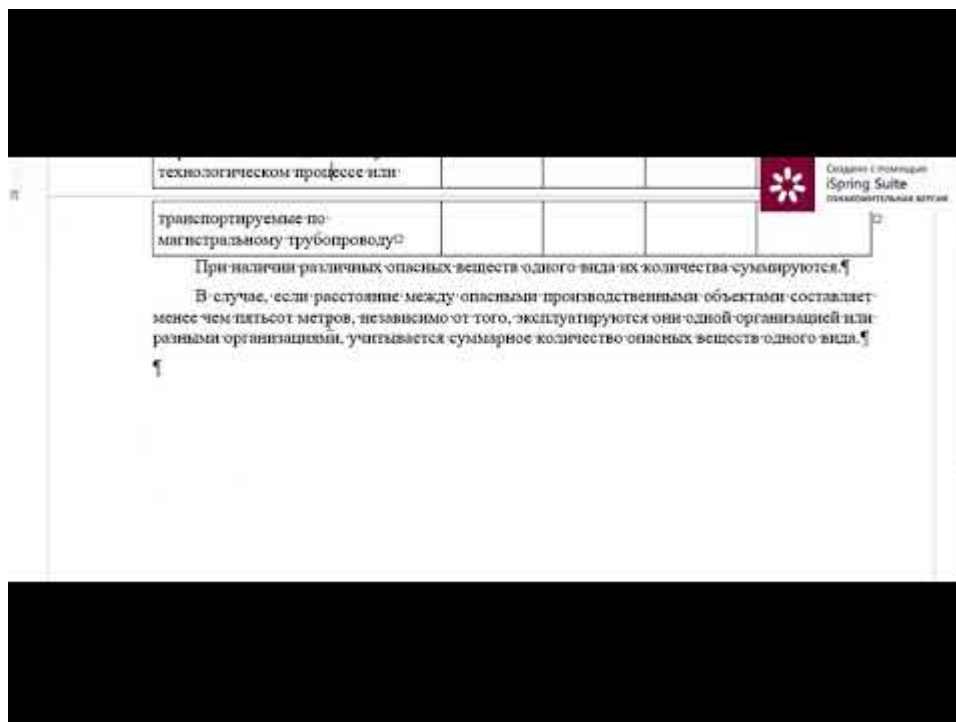 технологическом процессе или
Создано с помощью
iSpring Suite
ознакомительная версия
транспортируемые по
магистральному трубопроводу
При наличии различных опасных веществ одного вида их количества суммируются.¶
В случае, если расстояние между опасными производственными объектами составляет
менее чем пятьсот метров, независимо от того, эксплуатируются они одной организацией или
разными организациями, учитывается суммарное количество опасных веществ одного вида.¶
¶